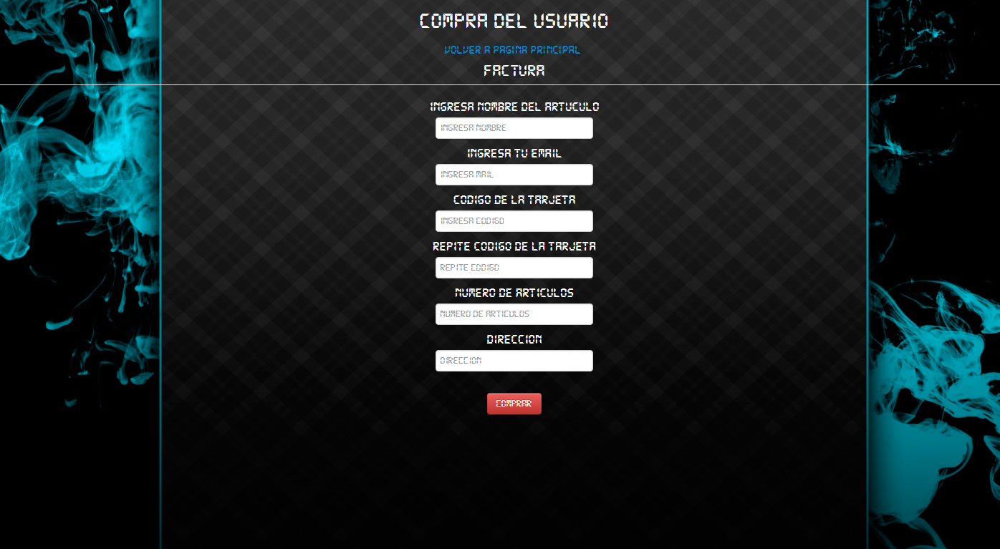 COMPRA DEL USUARIO
VOLVER A PAGINA PRINCIPAL
FACTURA
INGRESA NOMBRE DEL ARTUCULO
INGRESA NOMBRE
INGRESA TU EMAIL
INGRESA MAIL
CODIGO DE LA TARJETA
INGRESA CODIGO
REPITE CODIGO DE LA TARJETA
REPITE CODIGO
NUMERO DE ARTICULOS
NUMERO DE ARTICULOS
DIRECCION
DIRECCION
COMPRAR